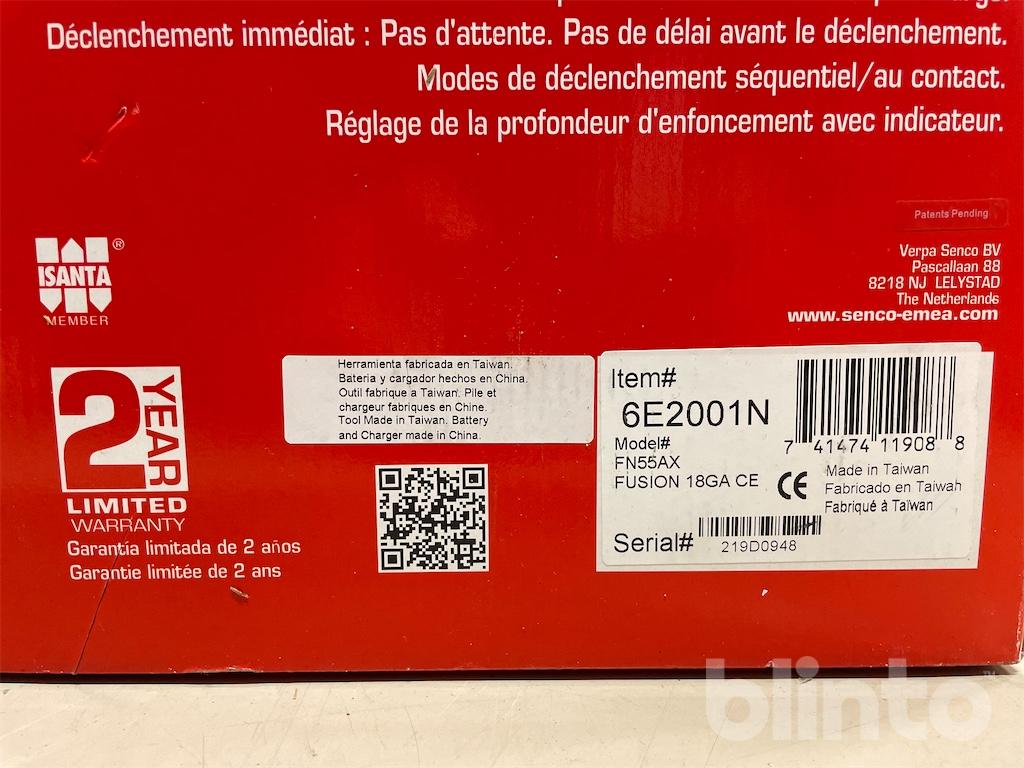 Déclenchement immédiat : Pas d'attente. Pas de délai avant le déclenchement.
Modes de déclenchement séquentiel/au contact.
Réglage de la profondeur d'enfoncement avec indicateur.
Patents Pending
ISANTA ®
MEMBER
Verpa Senco BV
Pascallaan 88
8218 NJ LELYSTAD
The Netherlands
www.senco-emea.com
2 YEAR
LIMITED
WARRANTY
Garantía limitada de 2 años
Garantie limitée de 2 ans
Herramienta fabricada en Taiwan.
Bateria y cargador hechos en China.
Outil fabrique a Taiwan. Pile et
chargeur fabriques en Chine.
Tool Made in Taiwan. Battery
and Charger made in China.
Item#
6E2001N
Model#
FN55AX
FUSION 18GA CE
7 41474 11908 8
CE
Made in Taiwan
Fabricado en Taiwah
Fabriqué à Taïwan
Serial#
219D0948
blinto™